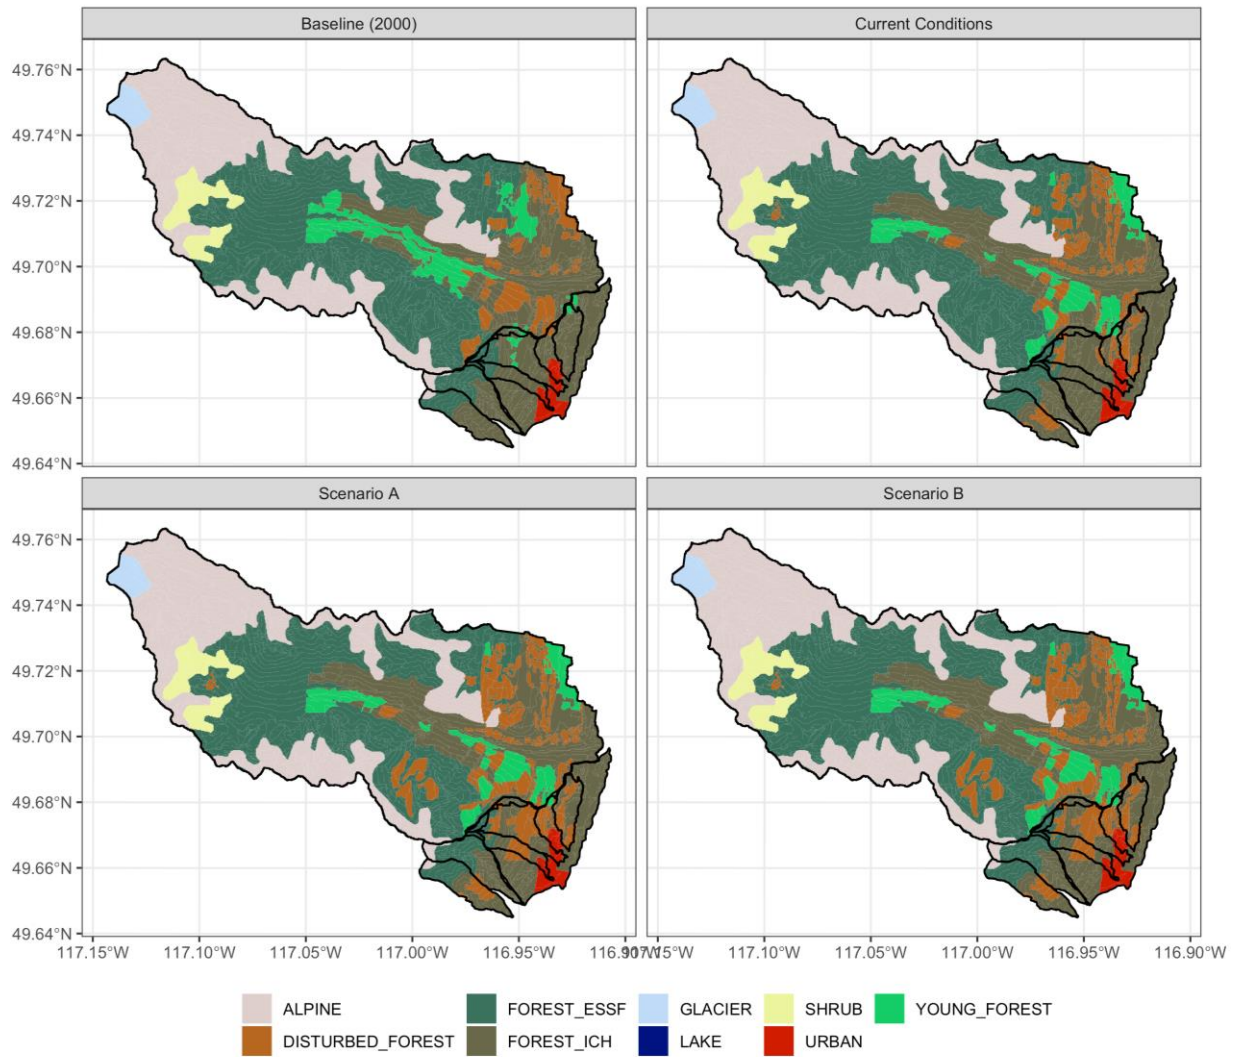 Baseline (2000)
Current Conditions
49.76°N
49.74°N
49.72°N
49.70°N
49.68°N
49.66°N
49.64°N
Scenario A
Scenario B
49.76°N
49.74°N
49.72°N
49.70°N
49.68°N
49.66°N
49.64°N
117.15°W 117.10°W 117.05°W 117.00°W 116.95°W 117.10°W 117.05°W 117.00°W 116.95°W 116.90°W
ALPINE FOREST_ESSF GLACIER SHRUB YOUNG_FOREST
DISTURBED_FOREST FOREST_ICH LAKE URBAN